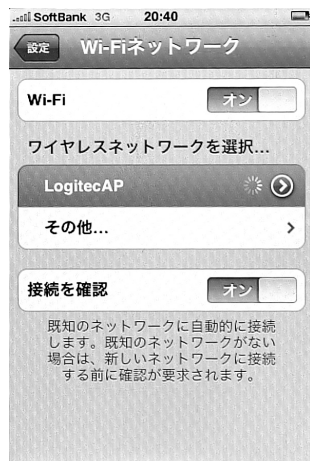 SoftBank 3G 20:40
設定 Wi-Fiネットワーク
Wi-Fi オン
ワイヤレスネットワークを選択...
LogitecAP
その他...
接続を確認 オン
既知のネットワークに自動的に接続
します。既知のネットワークがない
場合は、新しいネットワークに接続
する前に確認が要求されます。